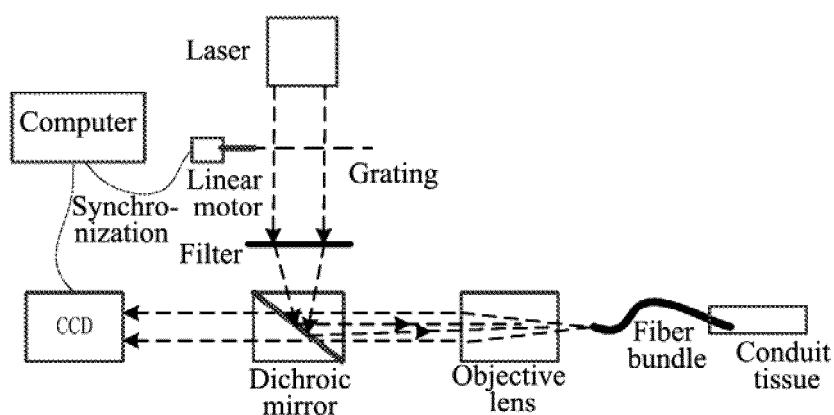 Laser
Computer
Grating
Linear
motor
Synchro-
nization
Filter
CCD
Dichroic
mirror
Objective
lens
Fiber
bundle
Conduit
tissue